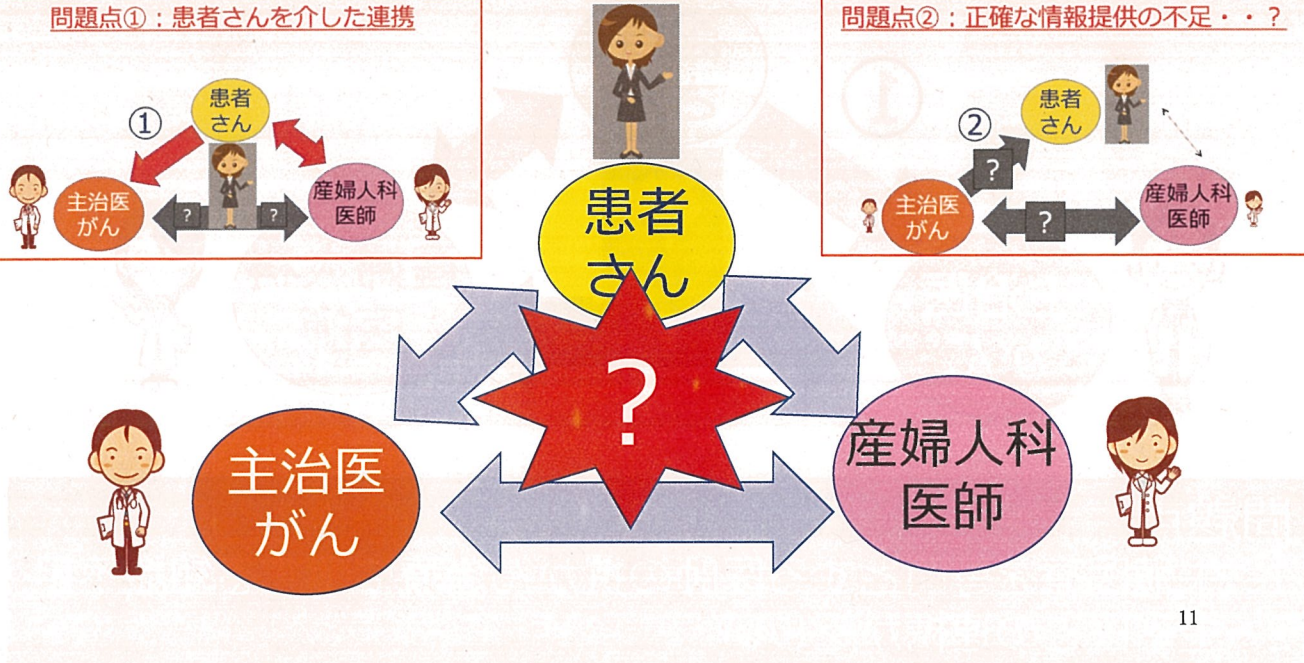 問題点①：患者さんを介した連携
患者
さん
①
主治医
がん
?
?
産婦人科
医師
問題点②：正確な情報提供の不足・・?
患者
さん
②
?
主治医
がん
?
産婦人科
医師
患者
さん
?
主治医
がん
産婦人科
医師
11